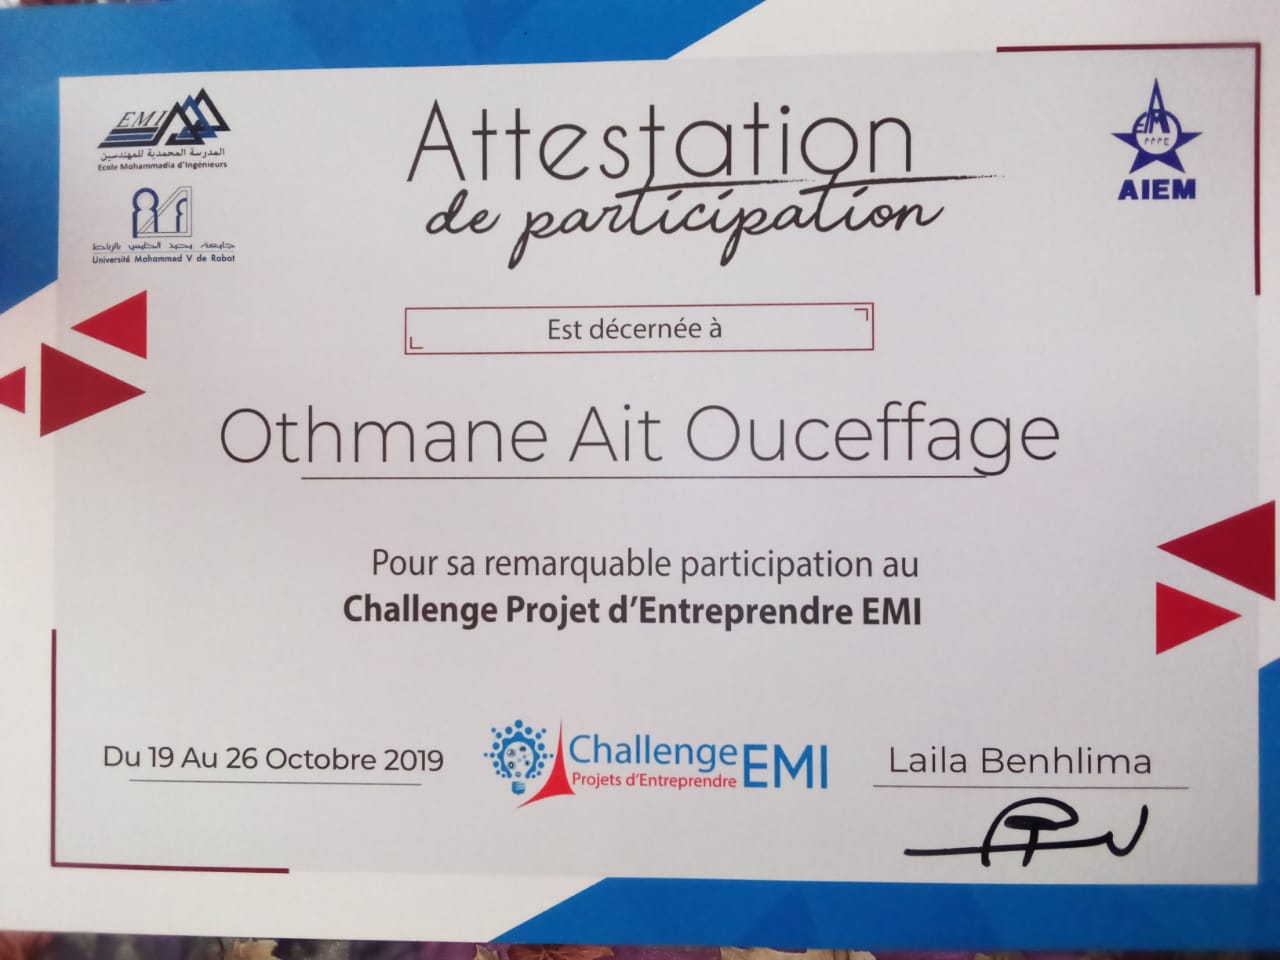 EMI
المدرسة المحمدية للمهندسين
Ecole Mohammadia d'Ingénieurs
جامعة محمد الخامس بالرباط
Université Mohammed V de Rabat
AIEM
Attestation
de participation
Est décernée à
Othmane Ait Ouceffage
Pour sa remarquable participation au
Challenge Projet d'Entreprendre EMI
Du 19 Au 26 Octobre 2019
Challenge EMI
Projets d'Entreprendre
Laila Benhlima